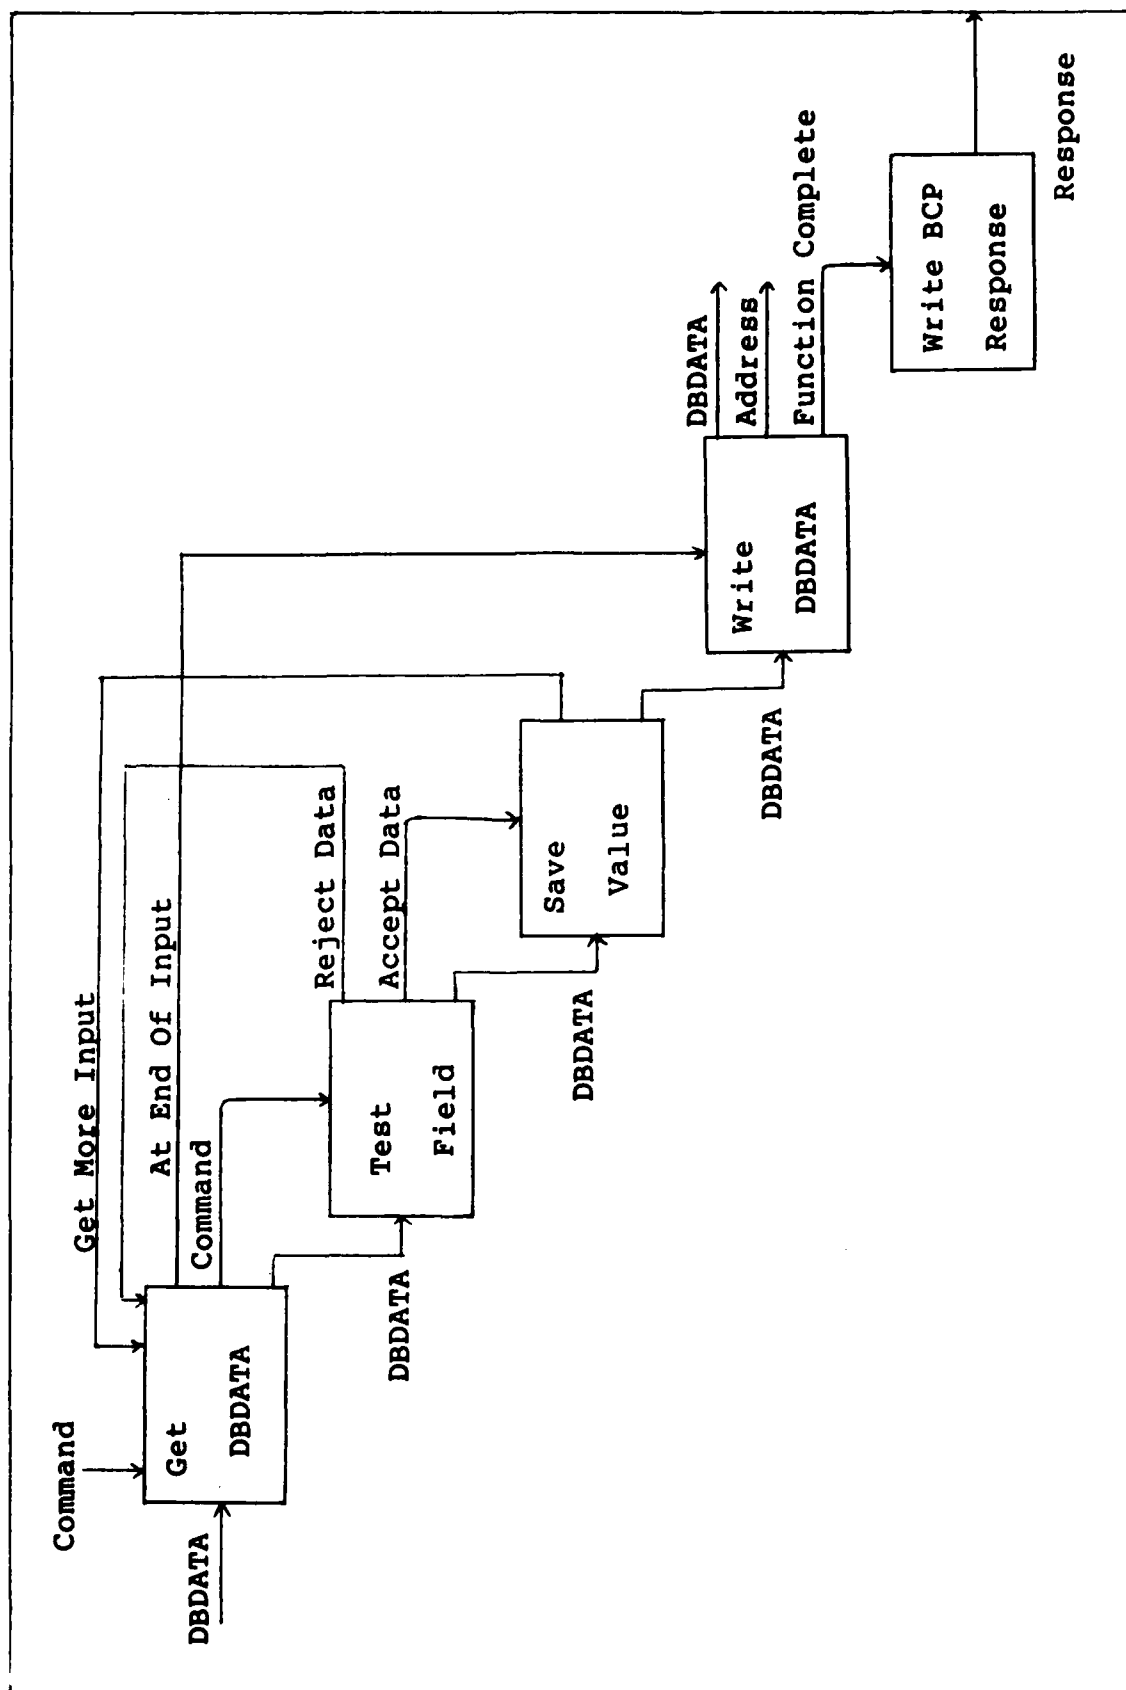 Command
DBDATA
Get
DBDATA
Get More Input
At End Of Input
Command
DBDATA
Test
Field
Reject Data
Accept Data
DBDATA
Save
Value
DBDATA
Write
DBDATA
DBDATA
Address
Function Complete
Write BCP
Response
Response